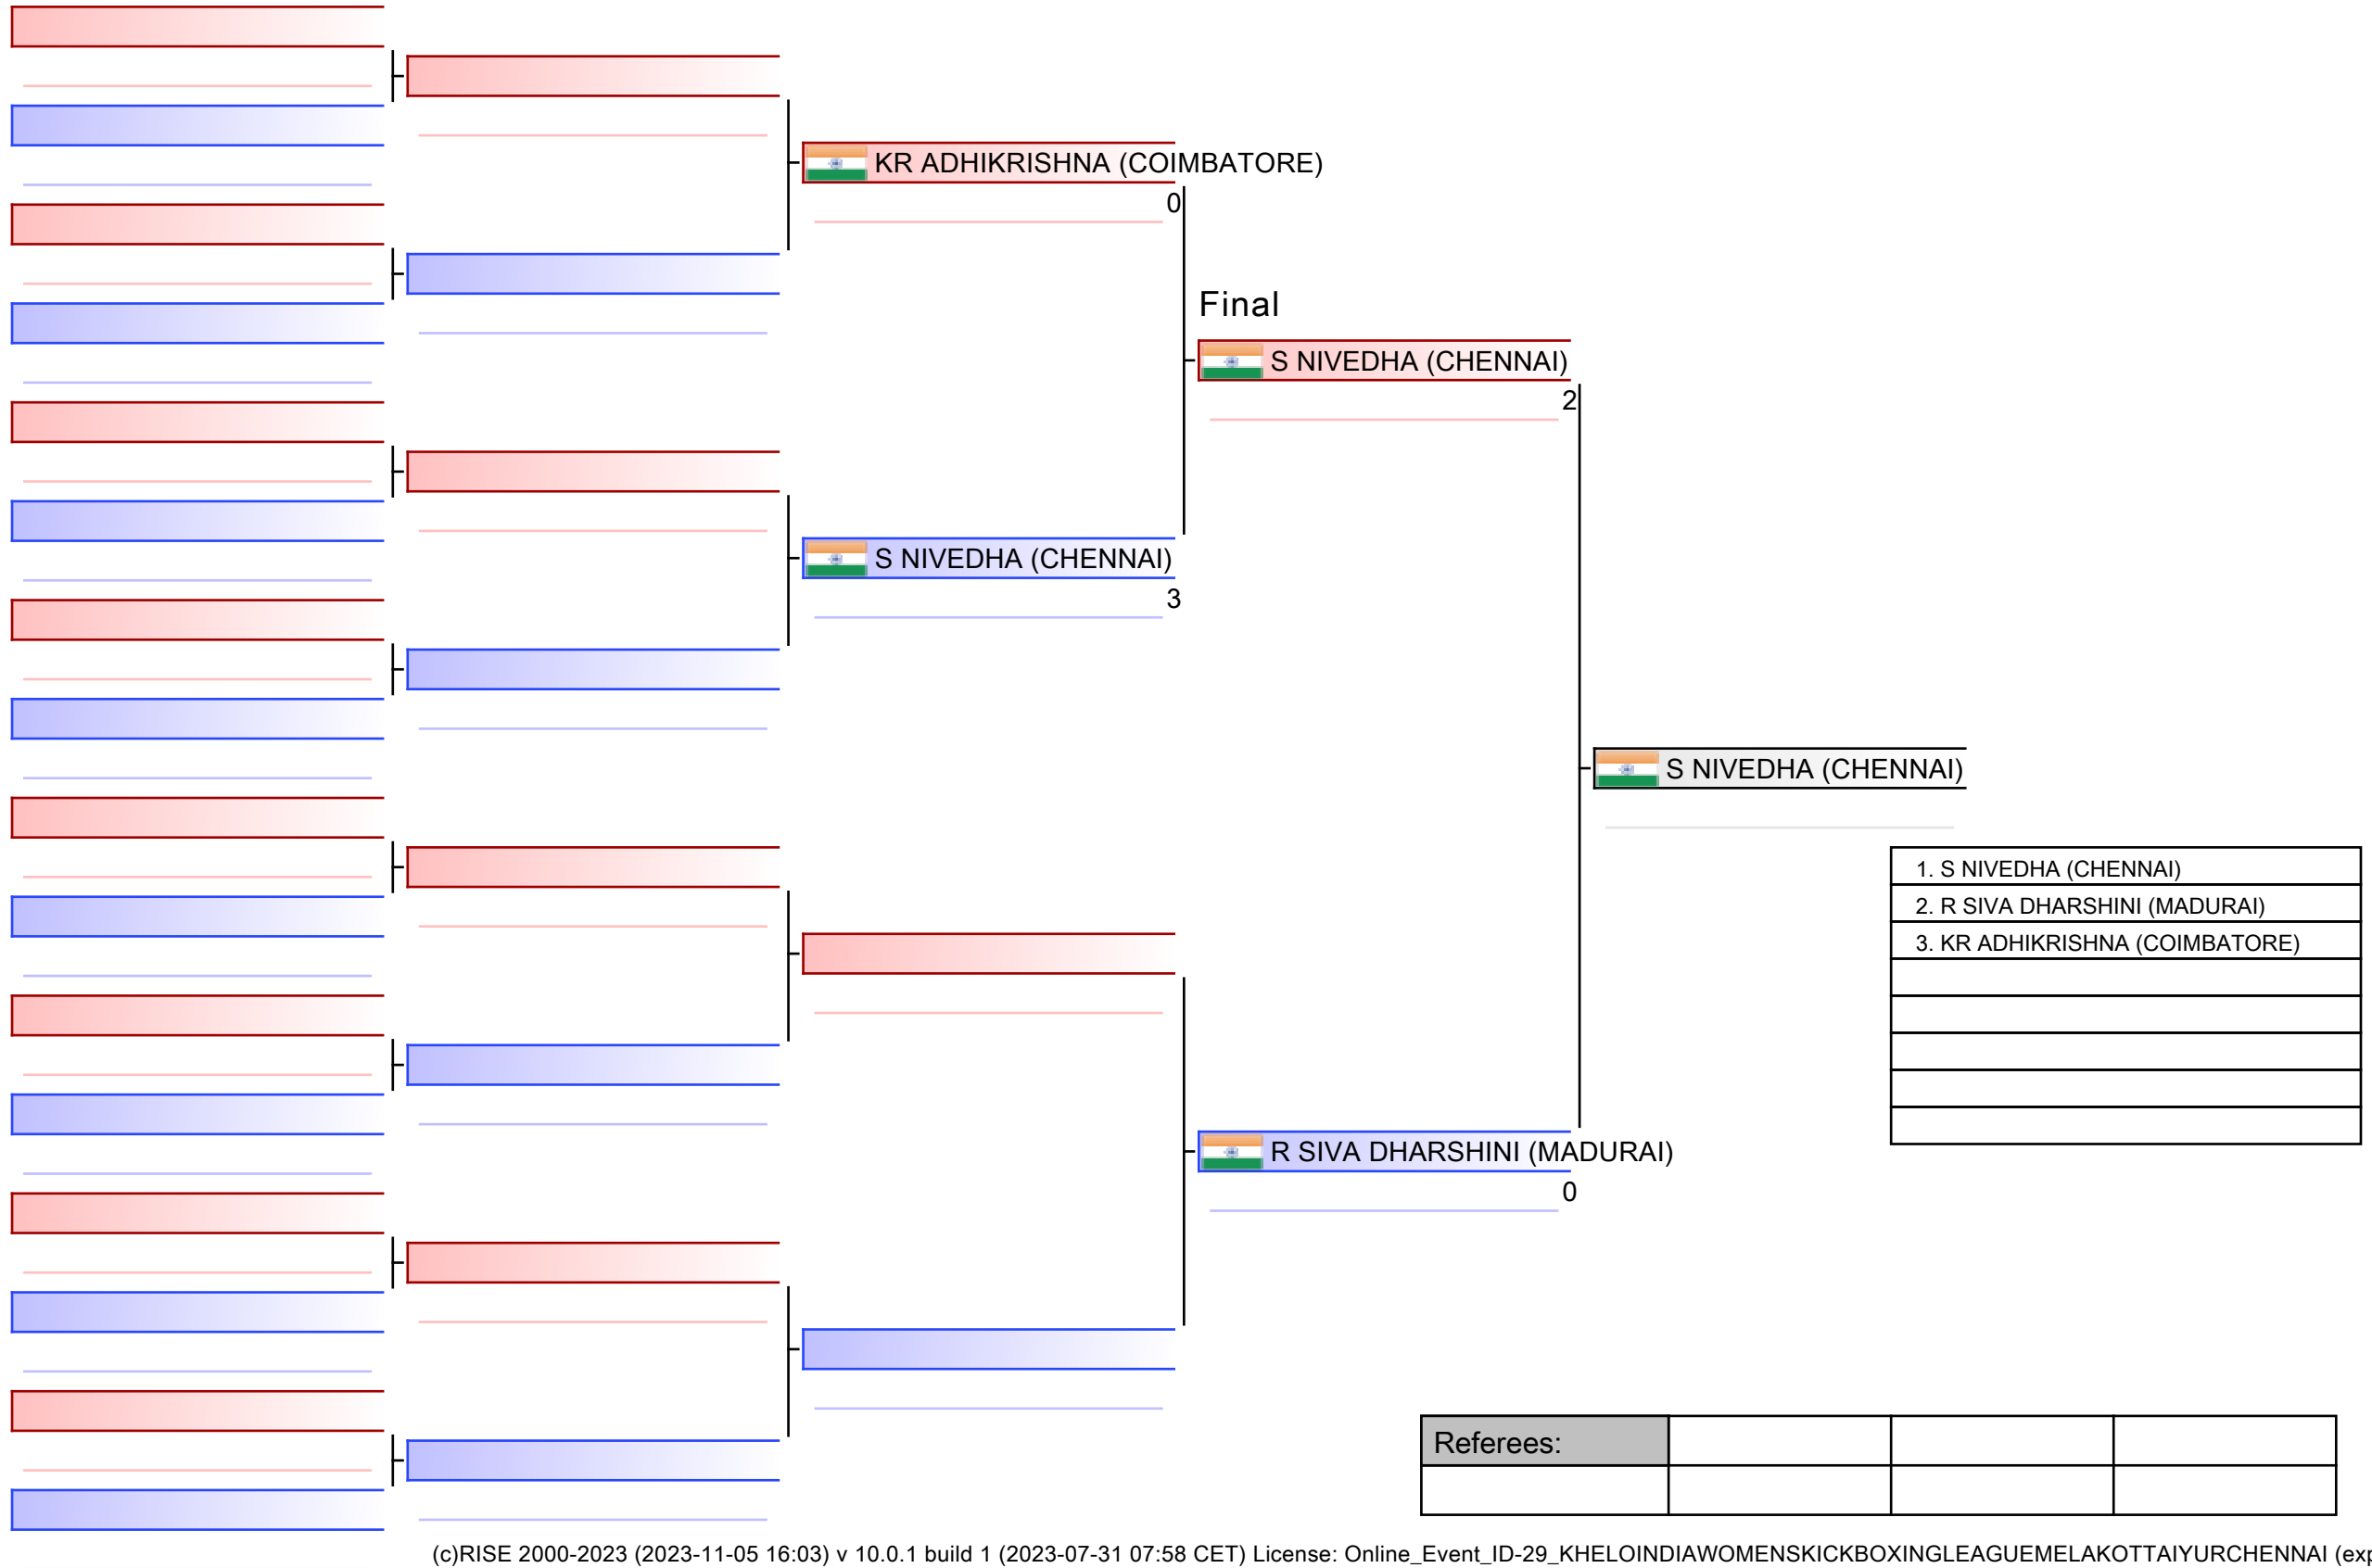 KR ADHIKRISHNA (COIMBATORE)
0
Final
S NIVEDHA (CHENNAI)
2
S NIVEDHA (CHENNAI)
3
S NIVEDHA (CHENNAI)
1. S NIVEDHA (CHENNAI)
2. R SIVA DHARSHINI (MADURAI)
3. KR ADHIKRISHNA (COIMBATORE)
R SIVA DHARSHINI (MADURAI)
0
Referees:
(c)RISE 2000-2023 (2023-11-05 16:03) v 10.0.1 build 1 (2023-07-31 07:58 CET) License: Online_Event_ID-29_KHELOINDIAWOMENSKICKBOXINGLEAGUEMELAKOTTAIYURCHENNAI (exp